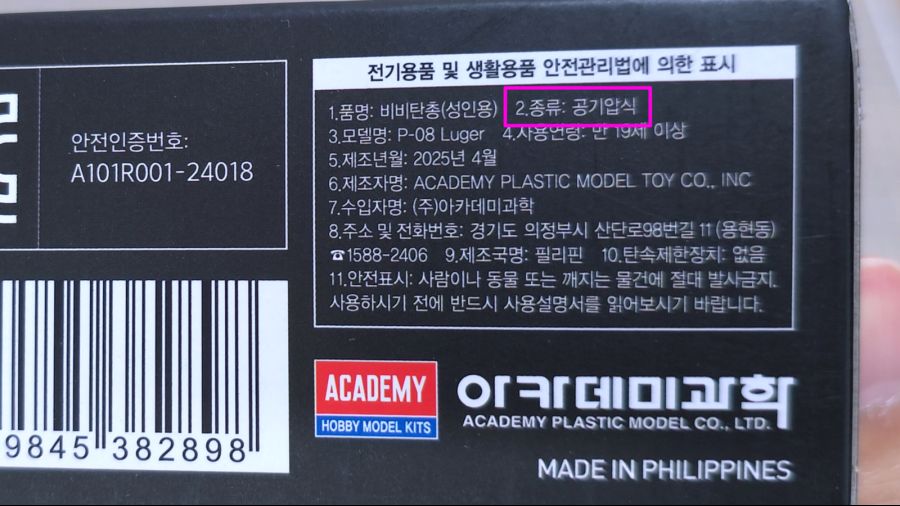 전기용품 및 생활용품 안전관리법에 의한 표시
1.품명: 비비탄총(성인용) 2.종류: 공기압식
3.모델명: P-08 Luger 4.사용연령: 만 19세 이상
5.제조년월: 2025년 4월
6.제조자명: ACADEMY PLASTIC MODEL TOY CO., INC
7.수입자명: (주)아카데미과학
8.주소 및 전화번호: 경기도 의정부시 산단로98번길 11 (용현동)
☎1588-2406 9.제조국명: 필리핀 10.탄속제한장치: 없음
11.안전표시: 사람이나 동물 또는 깨지는 물건에 절대 발사금지.
사용하시기 전에 반드시 사용설명서를 읽어보시기 바랍니다.
안전인증번호:
A101R001-24018
9845 382898
ACADEMY
HOBBY MODEL KITS
아카데미과학
ACADEMY PLASTIC MODEL CO., LTD.
MADE IN PHILIPPINES